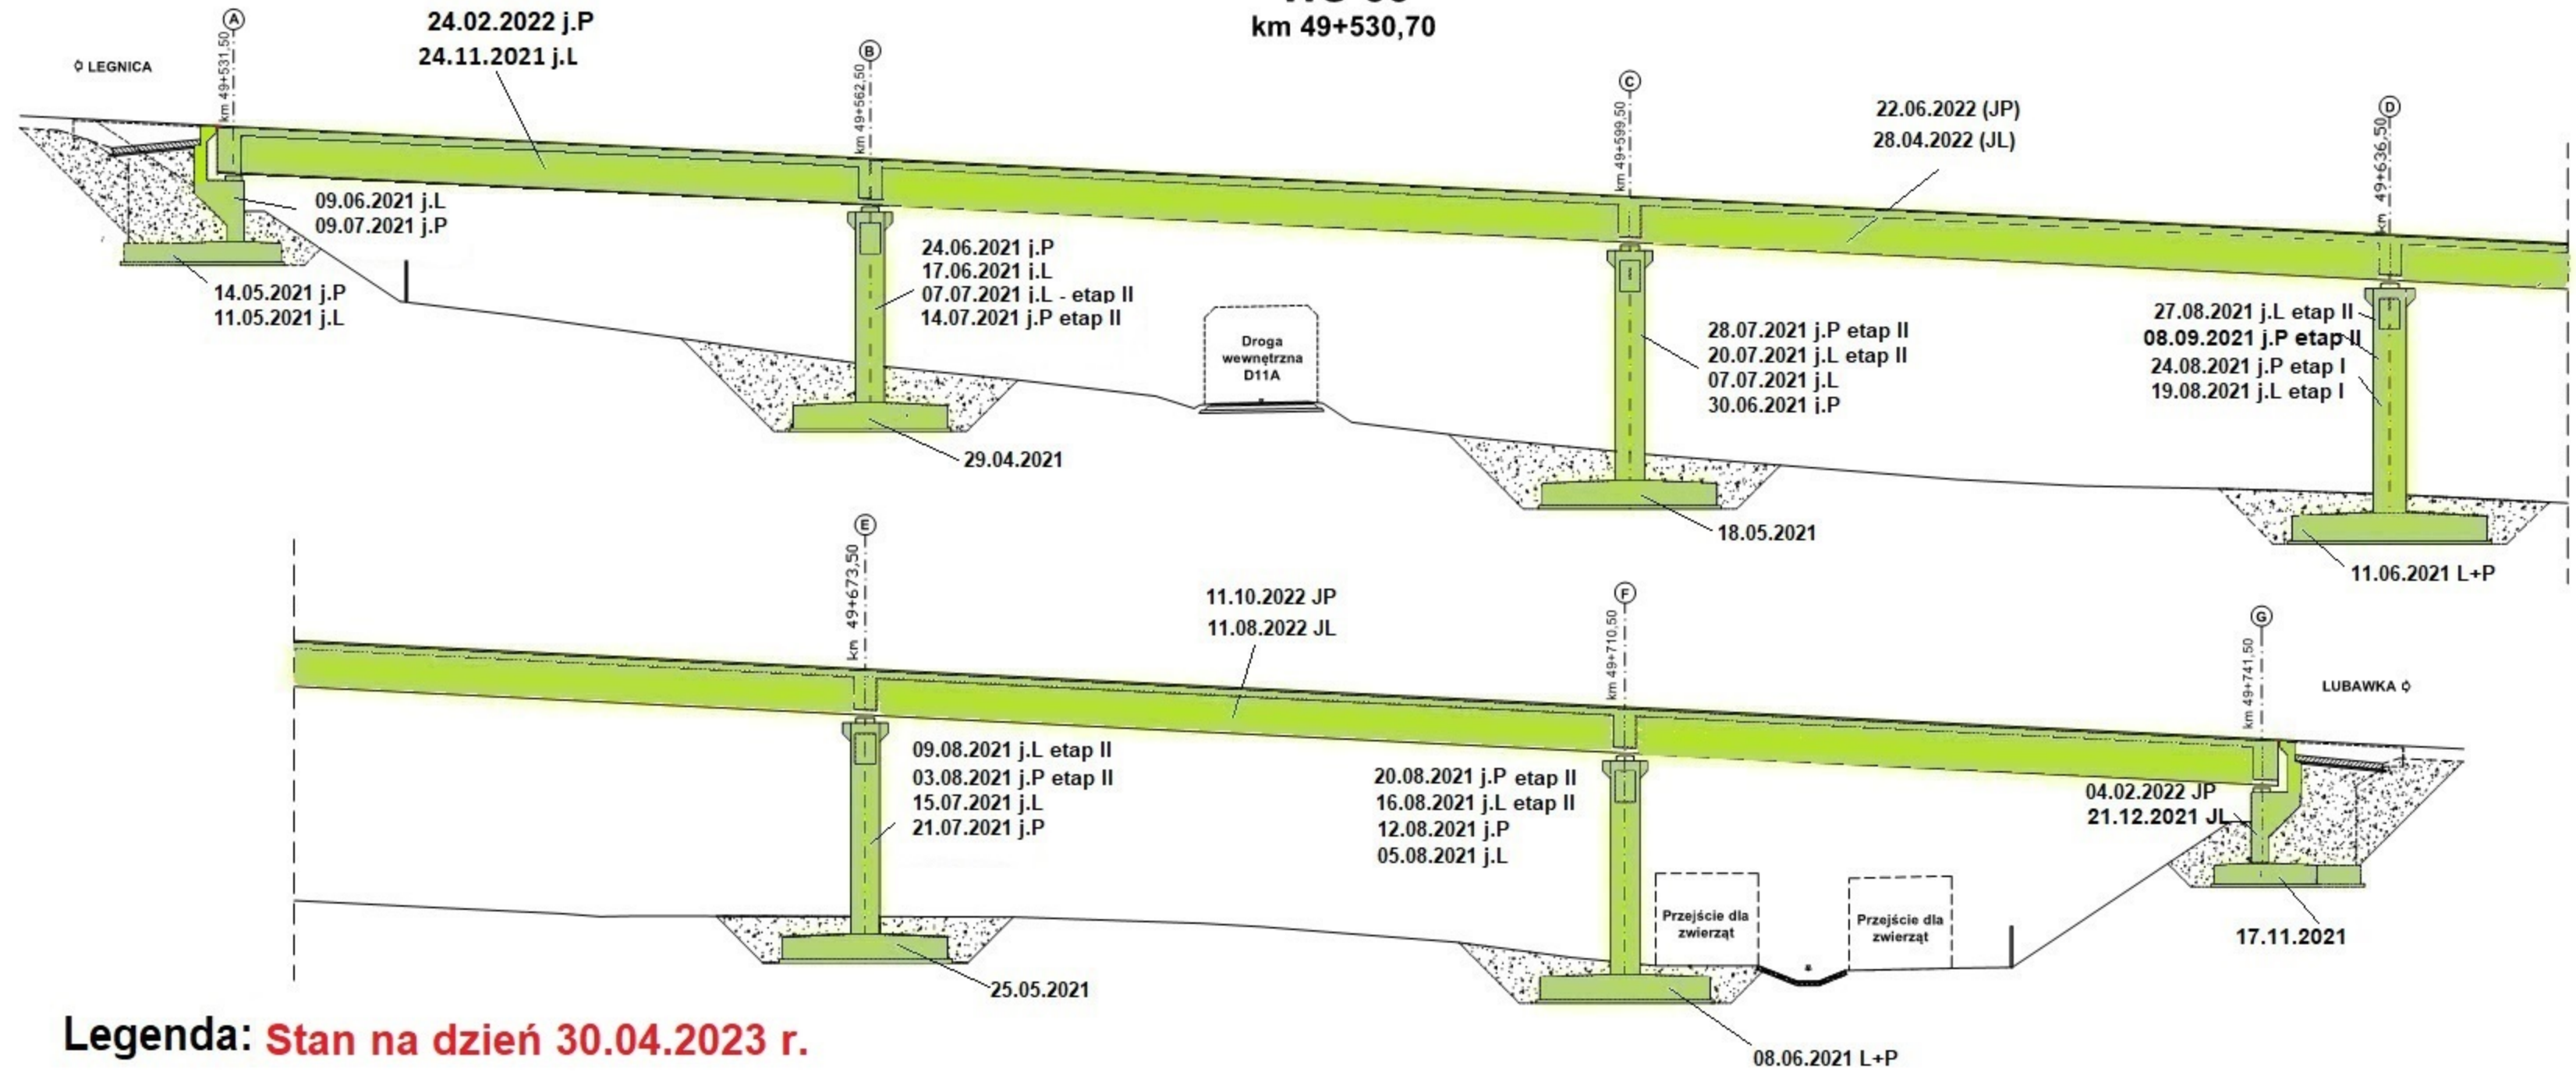 km 49+530,70
A
B
C
D
LEGNICA
km 49+531,50
24.02.2022 j.P
24.11.2021 j.L
km 49+562,50
km 49+599,50
22.06.2022 (JP)
28.04.2022 (JL)
km 49+636,50
09.06.2021 j.L
09.07.2021 j.P
14.05.2021 j.P
11.05.2021 j.L
24.06.2021 j.P
17.06.2021 j.L
07.07.2021 j.L - etap II
14.07.2021 j.P etap II
29.04.2021
Droga
wewnętrzna
D11A
28.07.2021 j.P etap II
20.07.2021 j.L etap II
07.07.2021 j.L
30.06.2021 j.P
18.05.2021
27.08.2021 j.L etap II
08.09.2021 j.P etap II
24.08.2021 j.P etap I
19.08.2021 j.L etap I
11.06.2021 L+P
E
F
G
km 49+673,50
11.10.2022 JP
11.08.2022 JL
km 49+710,50
km 49+741,50
LUBAWKA
09.08.2021 j.L etap II
03.08.2021 j.P etap II
15.07.2021 j.L
21.07.2021 j.P
25.05.2021
20.08.2021 j.P etap II
16.08.2021 j.L etap II
12.08.2021 j.P
05.08.2021 j.L
Przejście dla
zwierząt
Przejście dla
zwierząt
08.06.2021 L+P
04.02.2022 JP
21.12.2021 JL
17.11.2021
Legenda: Stan na dzień 30.04.2023 r.